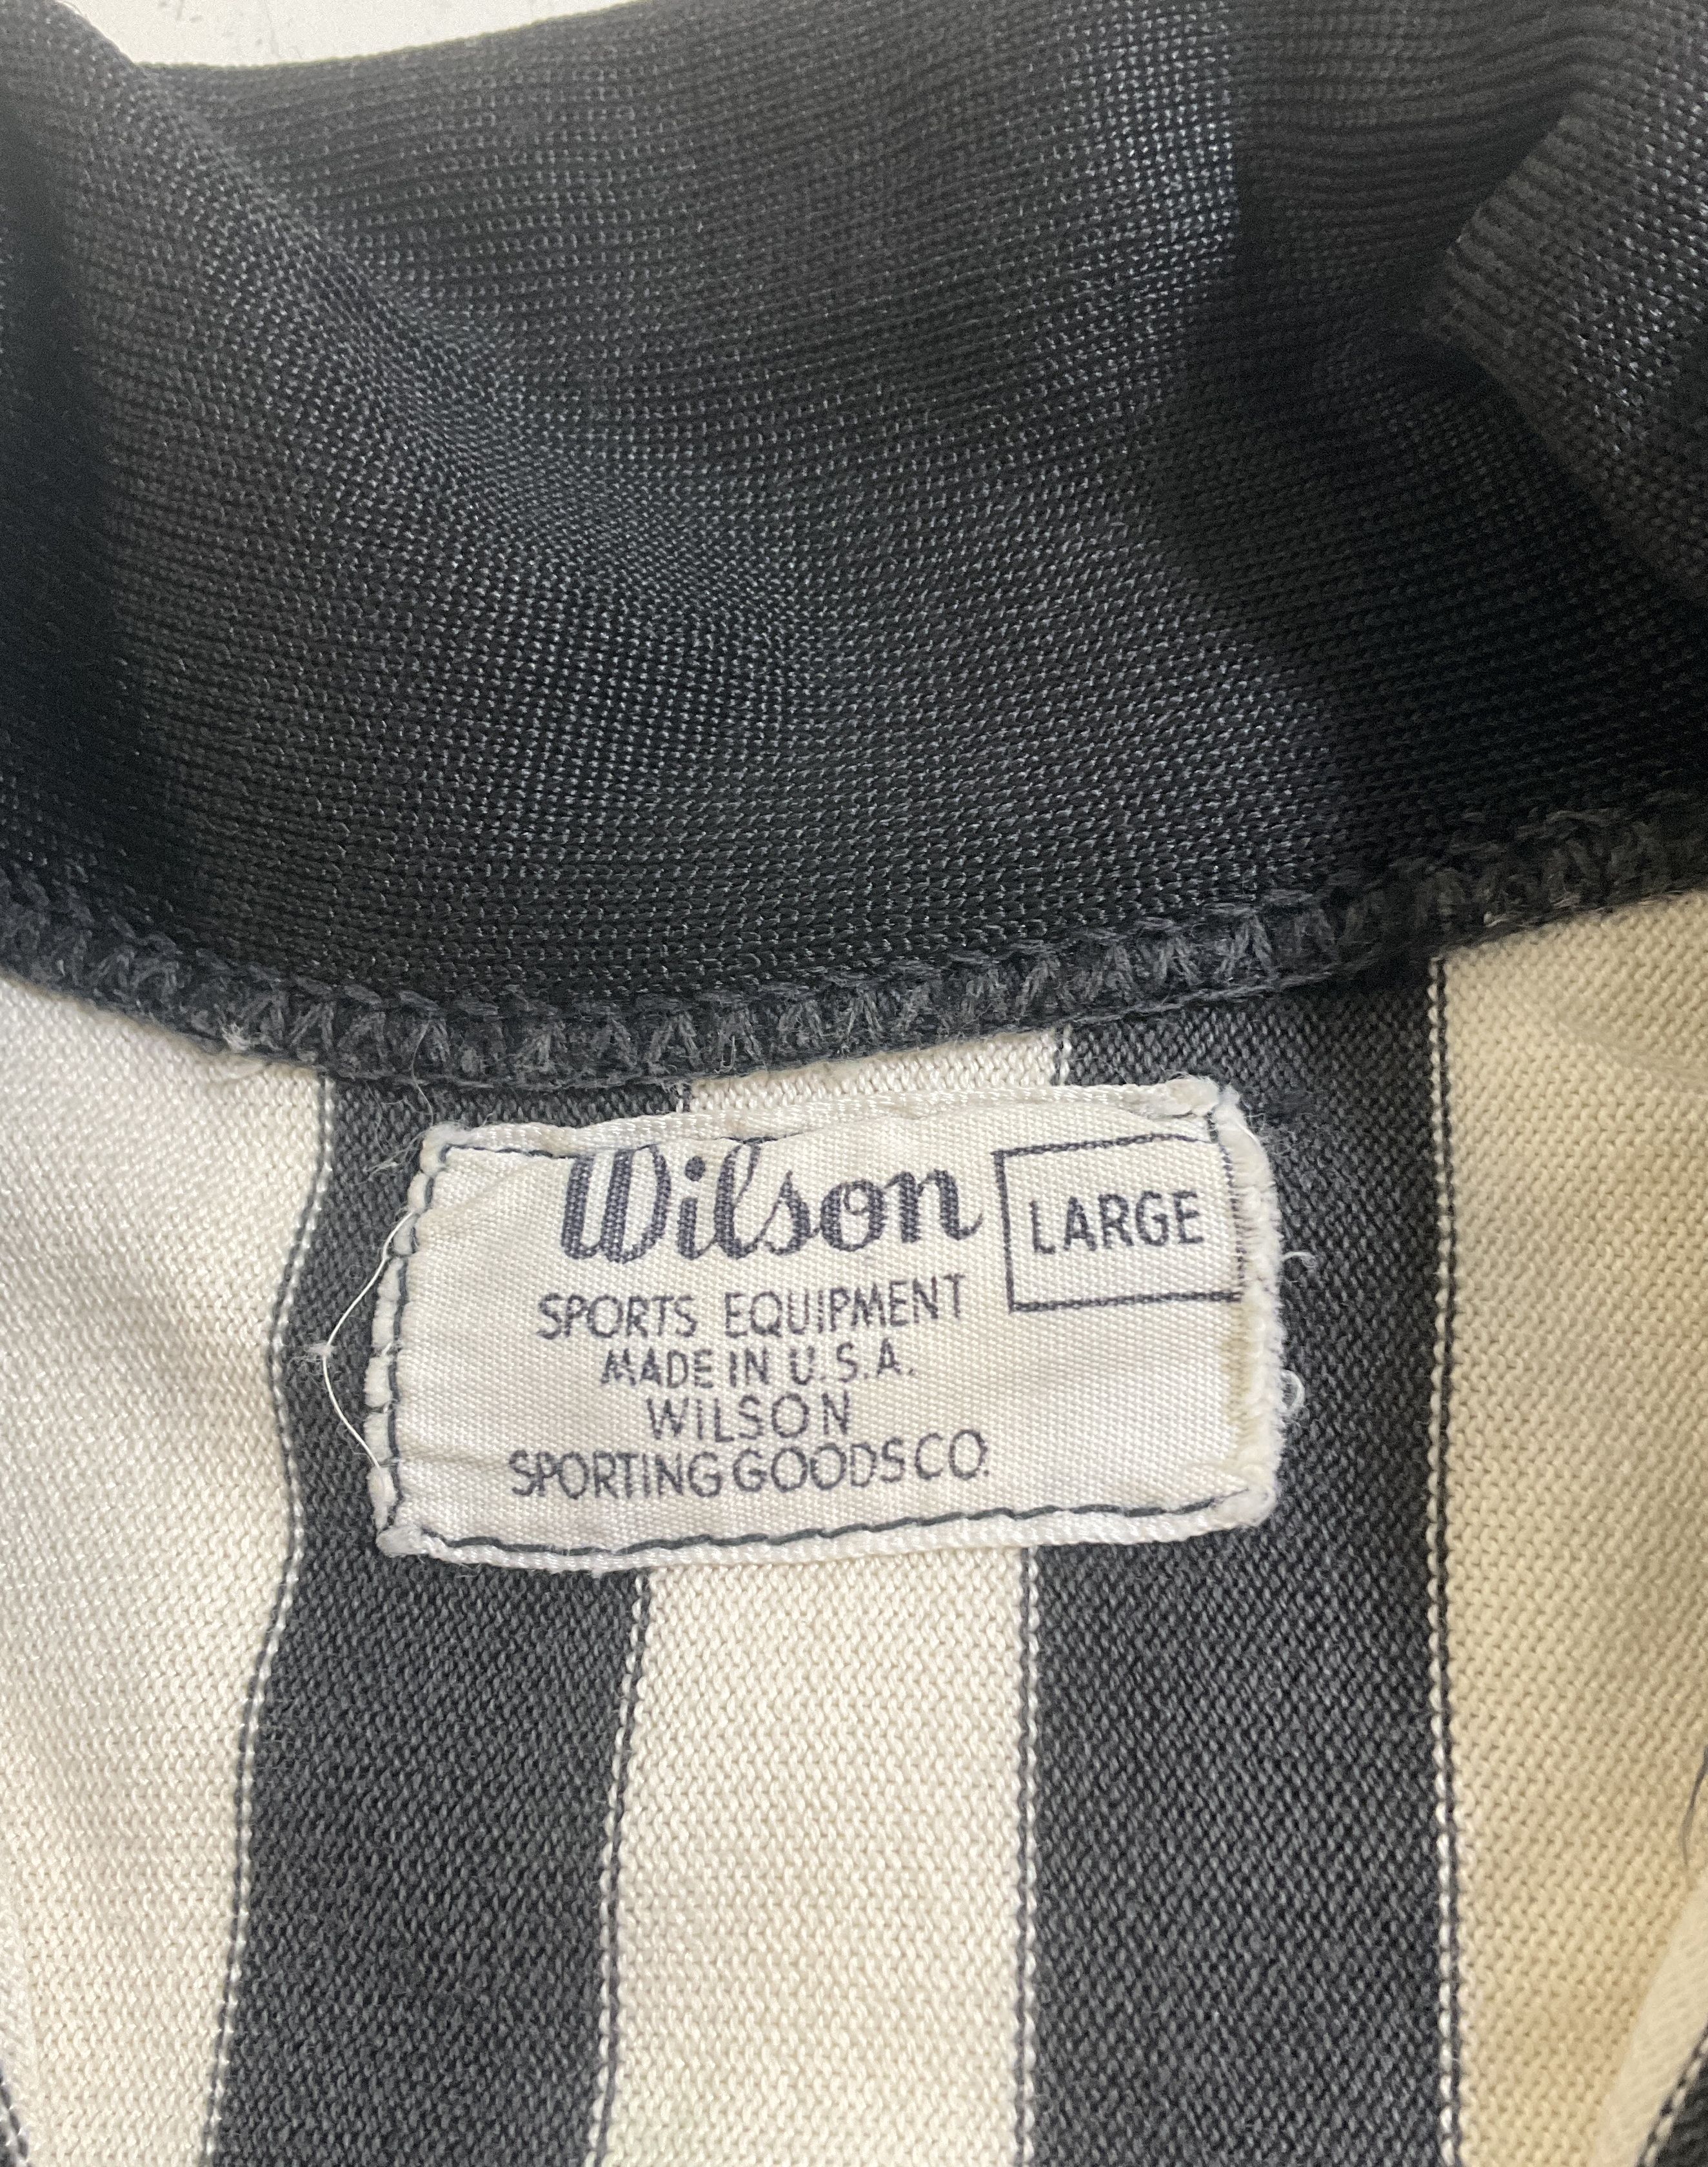 Wilson
LARGE
SPORTS EQUIPMENT
MADE IN U.S.A.
WILSON
SPORTING GOODS CO.